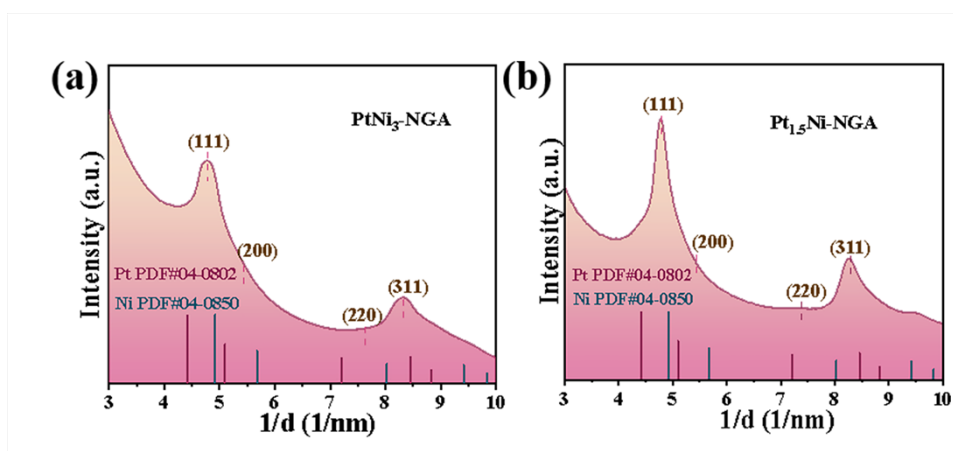 (a)
PtNi₃-NGA
(111)
(200)
(220)
(311)
Pt PDF#04-0802
Ni PDF#04-0850
Intensity (a.u.)
3 4 5 6 7 8 9 10
1/d (1/nm)
(b)
Pt₁.₅Ni-NGA
(111)
(200)
(220)
(311)
Pt PDF#04-0802
Ni PDF#04-0850
Intensity (a.u.)
3 4 5 6 7 8 9 10
1/d (1/nm)